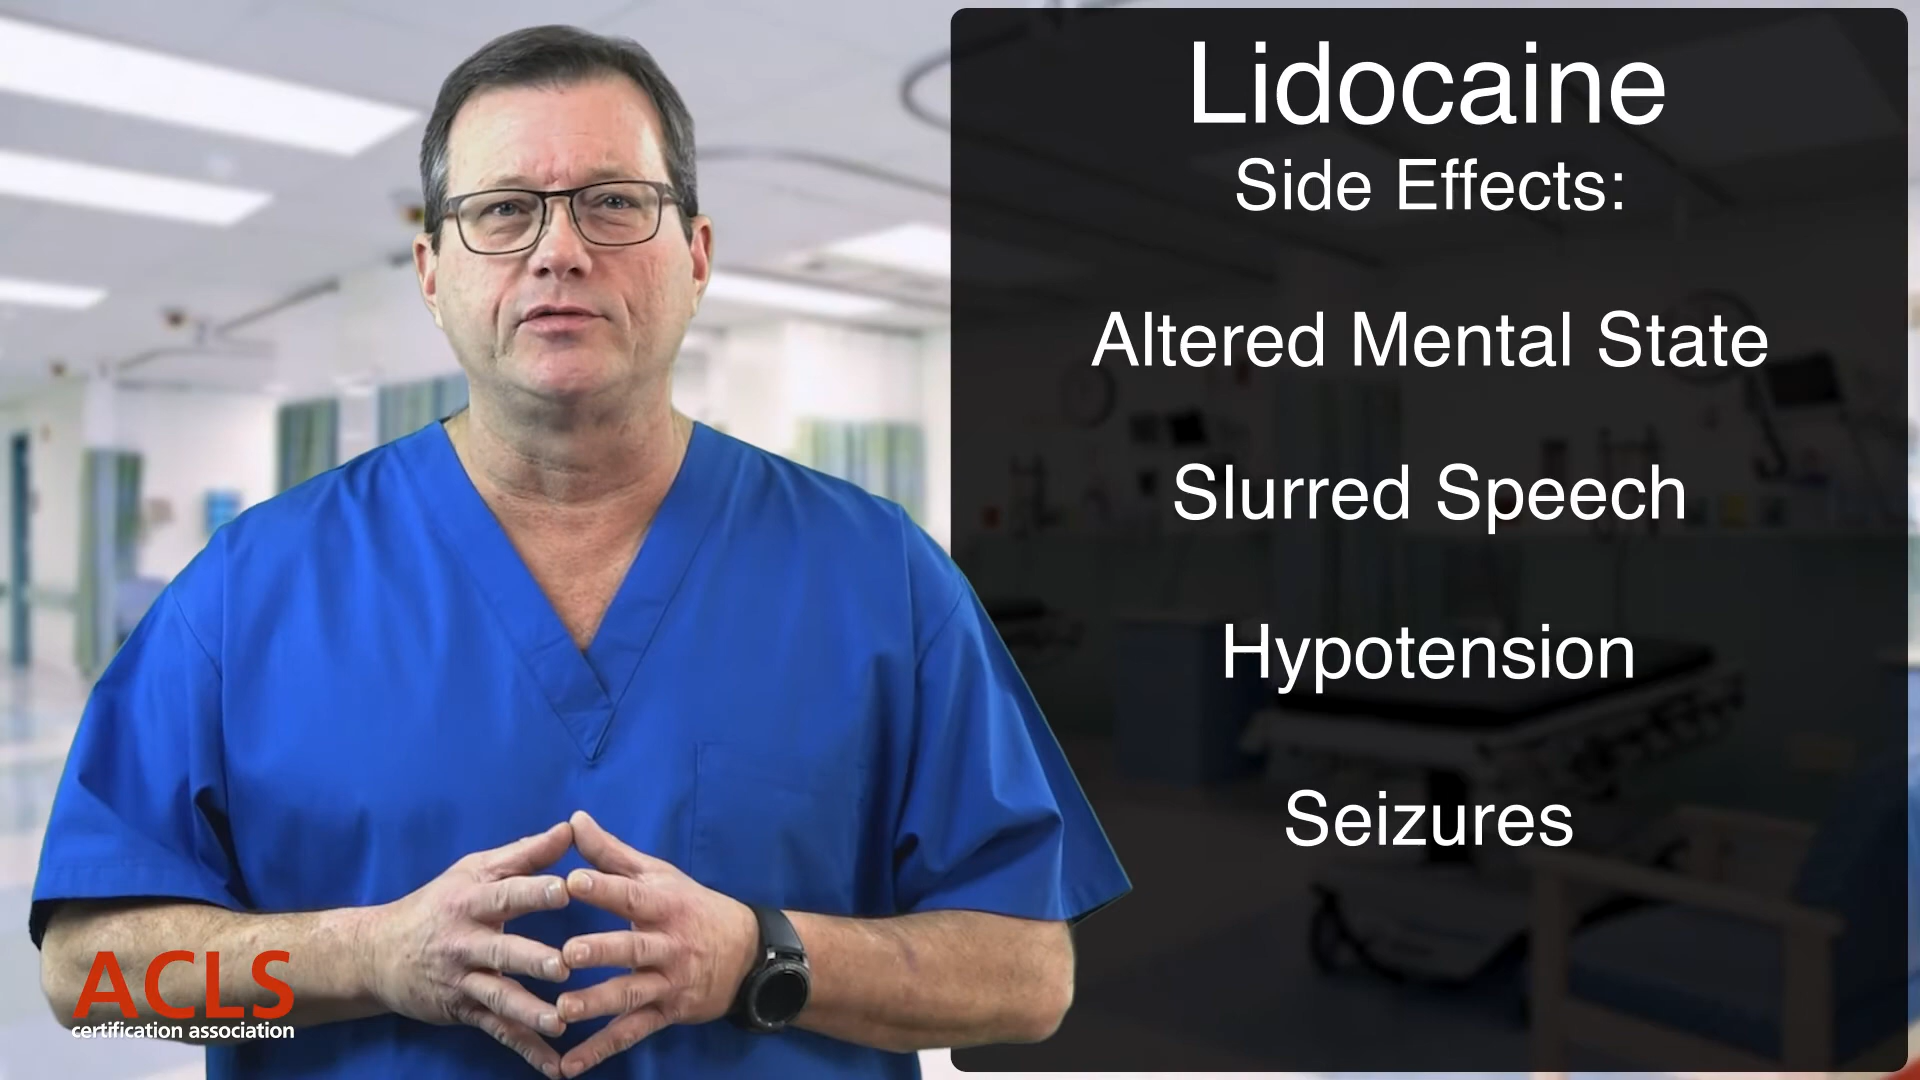 Lidocaine
Side Effects:
Altered Mental State
Slurred Speech
Hypotension
Seizures
ACLS
certification association